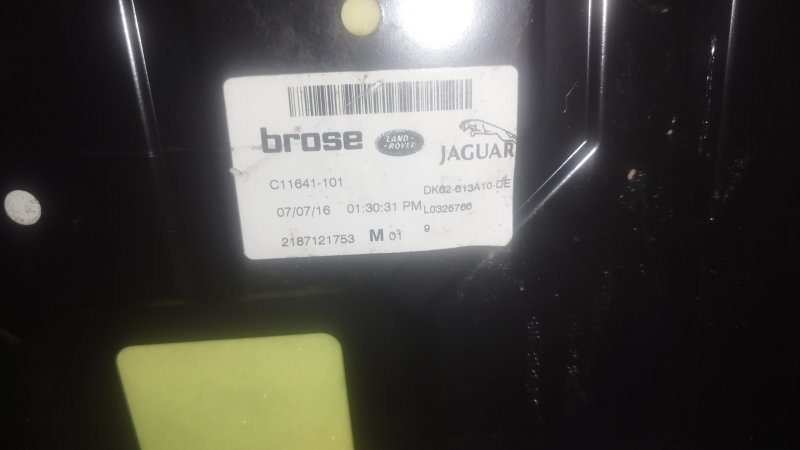 brose LAND ROVER JAGUAR
C11641-101 DK62-613A10-DE
07/07/16 01:30:31 PM L0325766
2187121753 M 01 9